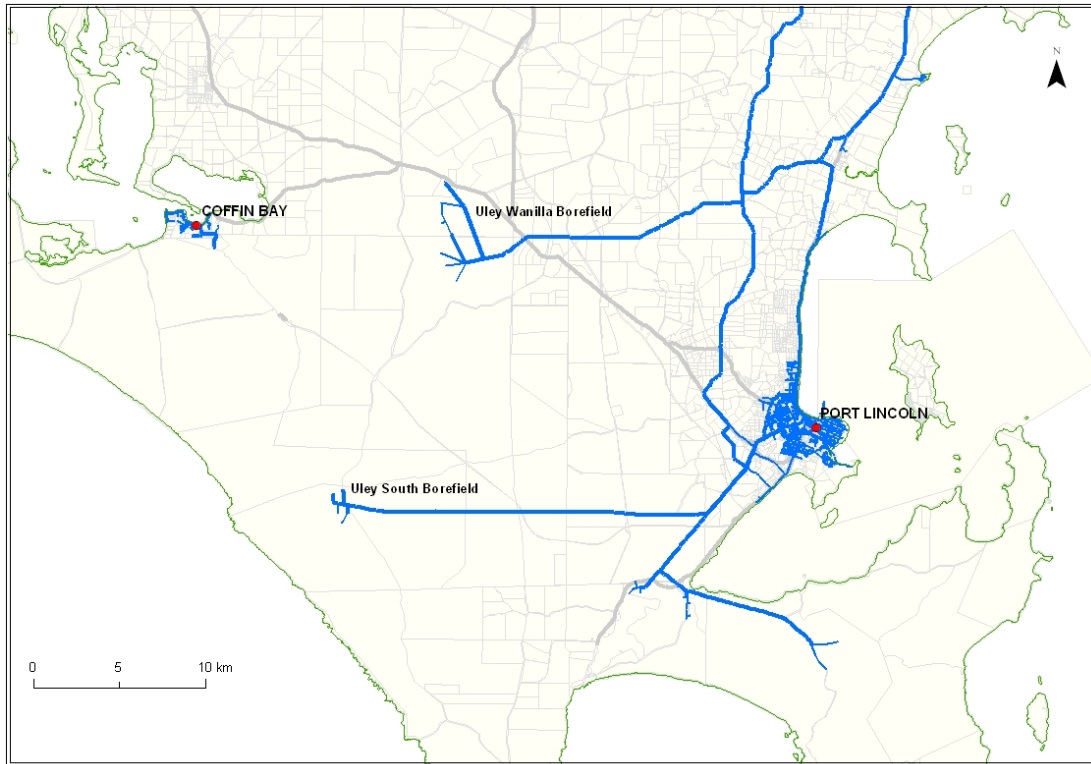 N
COFFIN BAY
Uley Wanilla Borefield
PORT LINCOLN
Uley South Borefield
0 5 10 km